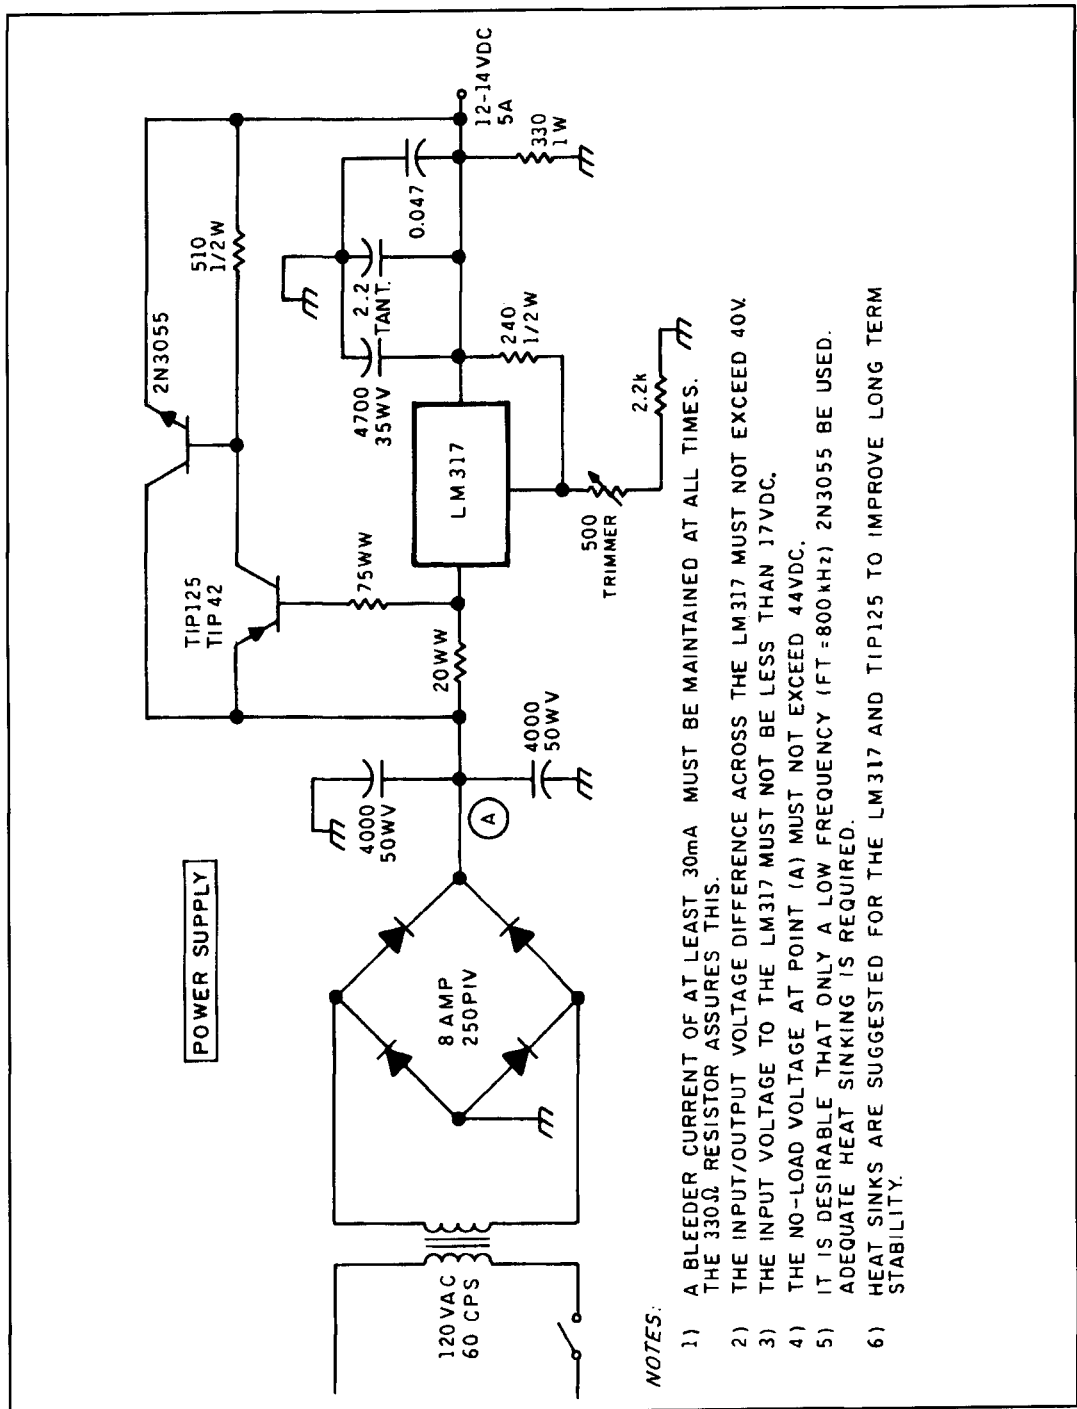 POWER SUPPLY
120 VAC
60 CPS
8 AMP
250PIV
A
4000
50WV
4000
50WV
20WW
75WW
TIP125
TIP 42
2N3055
510
1/2W
LM 317
500
TRIMMER
2.2k
240
1/2W
4700
35WV
2.2
TANT.
0.047
330
1W
12-14VDC
5A
NOTES:
1) A BLEEDER CURRENT OF AT LEAST 30mA MUST BE MAINTAINED AT ALL TIMES.
THE 330Ω RESISTOR ASSURES THIS.
2) THE INPUT/OUTPUT VOLTAGE DIFFERENCE ACROSS THE LM317 MUST NOT EXCEED 40V.
3) THE INPUT VOLTAGE TO THE LM317 MUST NOT BE LESS THAN 17VDC.
4) THE NO-LOAD VOLTAGE AT POINT (A) MUST NOT EXCEED 44VDC.
5) IT IS DESIRABLE THAT ONLY A LOW FREQUENCY (FT=800kHz) 2N3055 BE USED.
ADEQUATE HEAT SINKING IS REQUIRED.
6) HEAT SINKS ARE SUGGESTED FOR THE LM317 AND TIP125 TO IMPROVE LONG TERM
STABILITY.